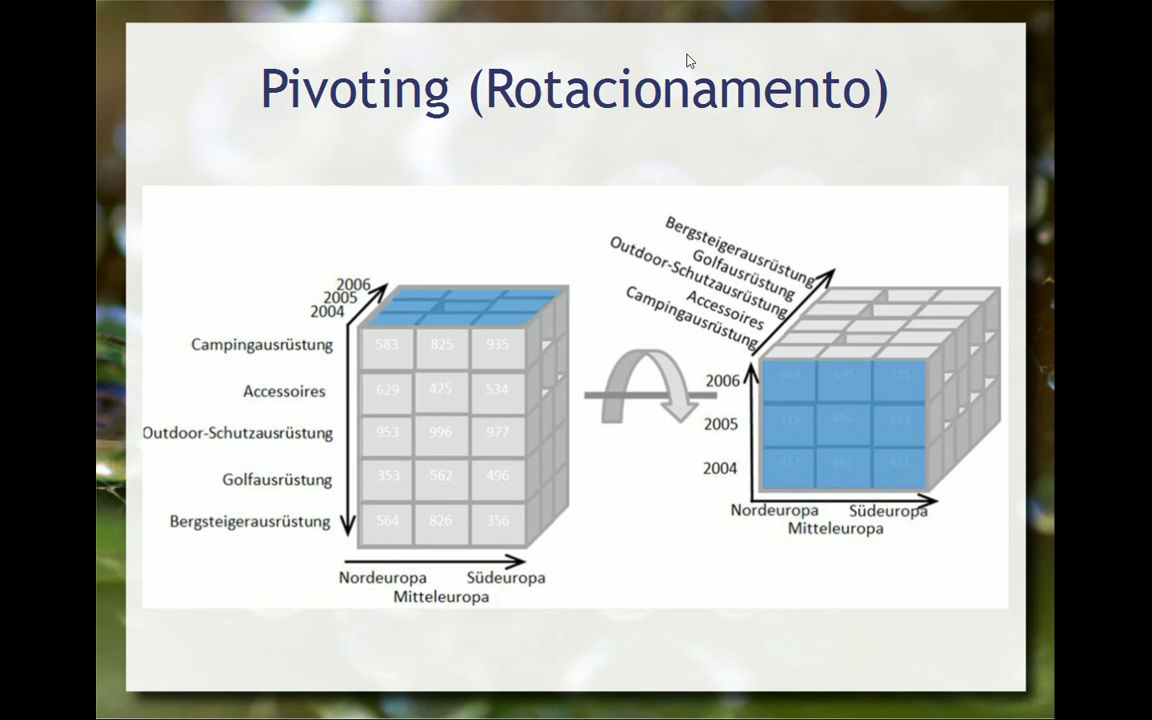 Pivoting (Rotacionamento)
2006
2005
2004
Campingausrüstung
583 825 935
Accessoires
629 425 534
Outdoor-Schutzausrüstung
953 996 977
Golfausrüstung
353 562 496
Bergsteigerausrüstung
564 826 356
Nordeuropa Südeuropa
Mitteleuropa
Bergsteigerausrüstung
Golfausrüstung
Outdoor-Schutzausrüstung
Accessoires
Campingausrüstung
2006
2005
2004
Nordeuropa Südeuropa
Mitteleuropa